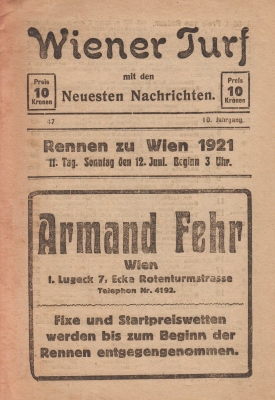 Wiener Turf
mit den
Neuesten Nachrichten.
Preis
10
Kronen
Preis
10
Kronen
47
10. Jahrgang
Rennen zu Wien 1921
11. Tag. Sonntag den 12. Juni. Beginn 3 Uhr.
Armand Fehr
Wien
1. Lugeck 7, Ecke Rotenturmstrasse
Telephon Nr. 4192.
Fixe und Startpreiswetten
werden bis zum Beginn der
Rennen entgegengenommen.